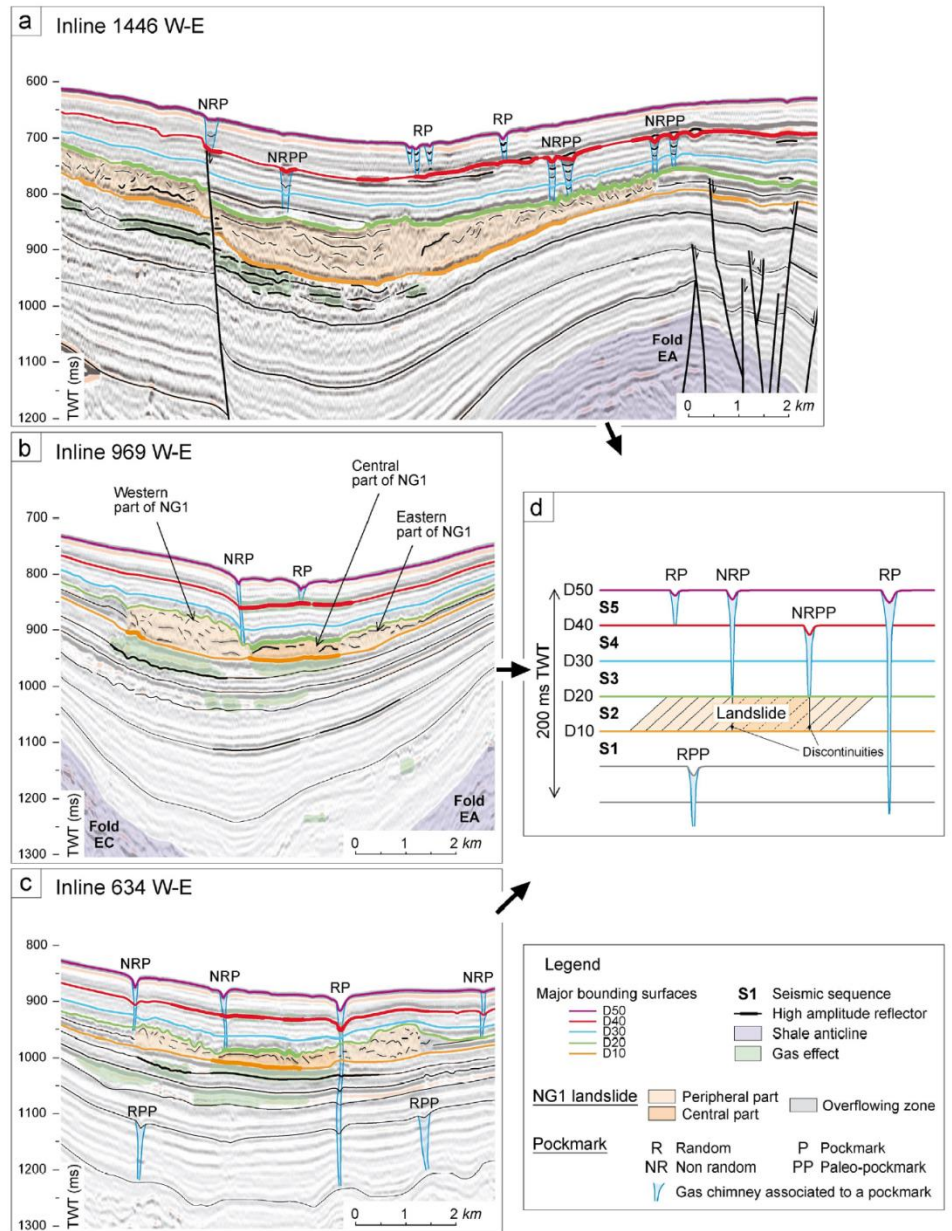 a Inline 1446 W-E
600
700
800
900
1000
1100
1200
TWT (ms)
NRP
NRPP
RP
RP
NRPP
NRPP
Fold
EA
0 1 2 km
b Inline 969 W-E
700
800
900
1000
1100
1200
1300
TWT (ms)
Western
part of NG1
Central
part of NG1
Eastern
part of NG1
NRP
RP
Fold
EC
Fold
EA
0 1 2 km
c Inline 634 W-E
800
900
1000
1100
1200
1300
TWT (ms)
NRP
NRP
RP
NRP
RPP
RPP
0 1 2 km
d
200 ms TWT
RP NRP RP
D50
S5
D40
NRPP
S4
D30
S3
D20
S2 Landslide
D10
S1 Discontinuities
RPP
Legend
Major bounding surfaces
D50
D40
D30
D20
D10
S1 Seismic sequence
High amplitude reflector
Shale anticline
Gas effect
NG1 landslide
Peripheral part
Central part
Overflowing zone
Pockmark
R Random P Pockmark
NR Non random PP Paleo-pockmark
Gas chimney associated to a pockmark